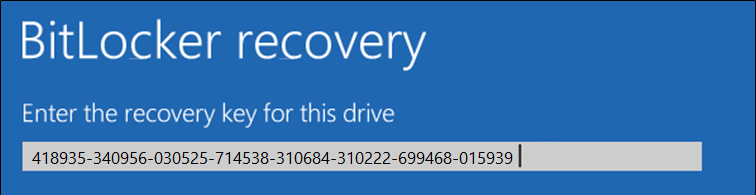 BitLocker recovery
Enter the recovery key for this drive
418935-340956-030525-714538-310684-310222-699468-015939